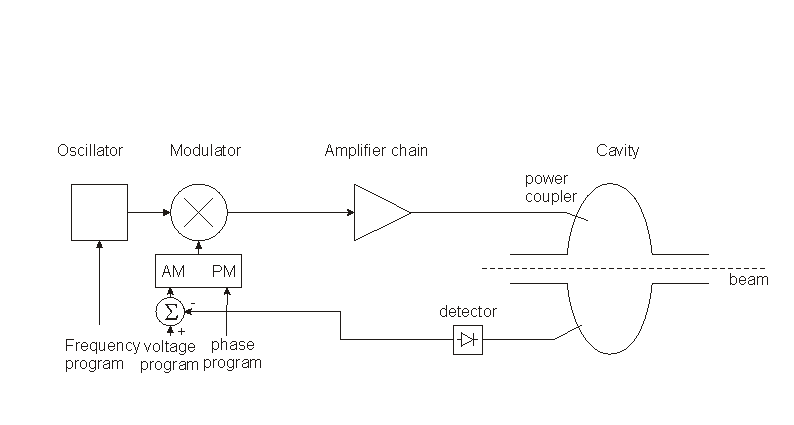 Oscillator
Modulator
Amplifier chain
Cavity
power
coupler
AM
PM
beam
Σ
-
+
detector
Frequency
program
voltage
program
phase
program